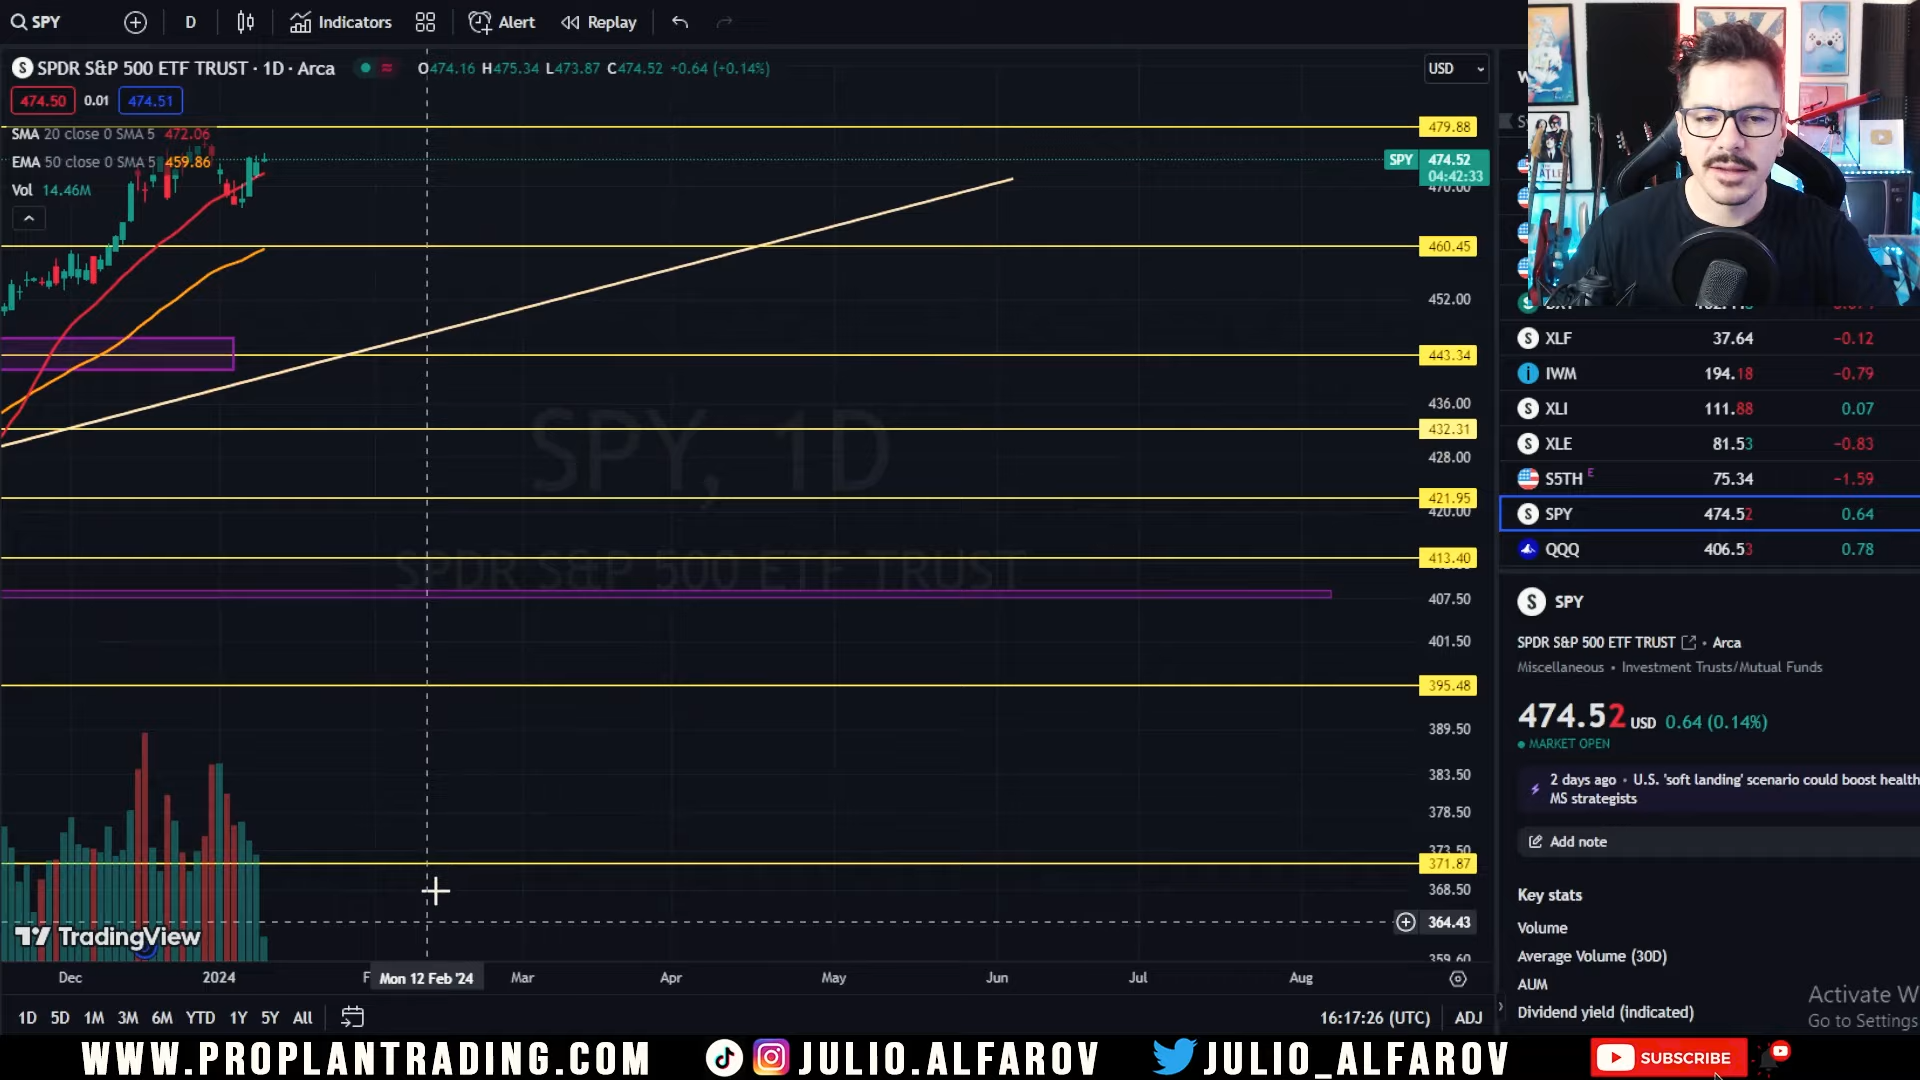 SPY
D
Indicators
Alert
Replay
SPDR S&P 500 ETF TRUST · 1D · Arca
O474.16 H475.34 L473.87 C474.52 +0.64 (+0.14%)
USD
474.50 0.01 474.51
SMA 20 close 0 SMA 5 472.06
EMA 50 close 0 SMA 5 459.86
Vol 14.46M
479.88
SPY 474.52
04:42:33
470.00
460.45
452.00
443.34
436.00
432.31
428.00
421.95
420.00
413.40
407.50
401.50
395.48
389.50
383.50
378.50
373.50
371.87
368.50
364.43
359.60
SPY, 1D
SPDR S&P 500 ETF TRUST
TradingView
Dec 2024 F Mon 12 Feb '24 Mar Apr May Jun Jul Aug
1D 5D 1M 3M 6M YTD 1Y 5Y All
16:17:26 (UTC) ADJ
XLF 37.64 −0.12
IWM 194.18 −0.79
XLI 111.88 0.07
XLE 81.53 −0.83
S5TH E 75.34 −1.59
SPY 474.52 0.64
QQQ 406.53 0.78
SPY
SPDR S&P 500 ETF TRUST · Arca
Miscellaneous · Investment Trusts/Mutual Funds
474.52 USD 0.64 (0.14%)
MARKET OPEN
2 days ago · U.S. 'soft landing' scenario could boost health
MS strategists
Add note
Key stats
Volume
Average Volume (30D)
AUM
Dividend yield (indicated)
Activate W
Go to Settings
WWW.PROPLANTRADING.COM JULIO.ALFAROV JULIO_ALFAROV SUBSCRIBE